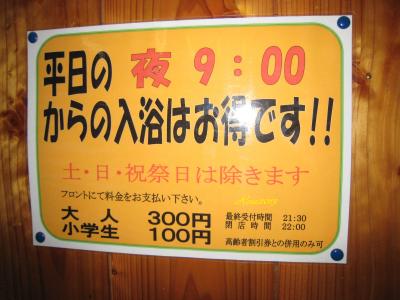 平日の 夜 9:00
からの入浴はお得です!!
土・日・祝祭日は除きます
フロントにて料金をお支払い下さい。
大人 300円
小学生 100円
最終受付時間 21:30
閉店時間 22:00
高齢者割引券との併用のみ可